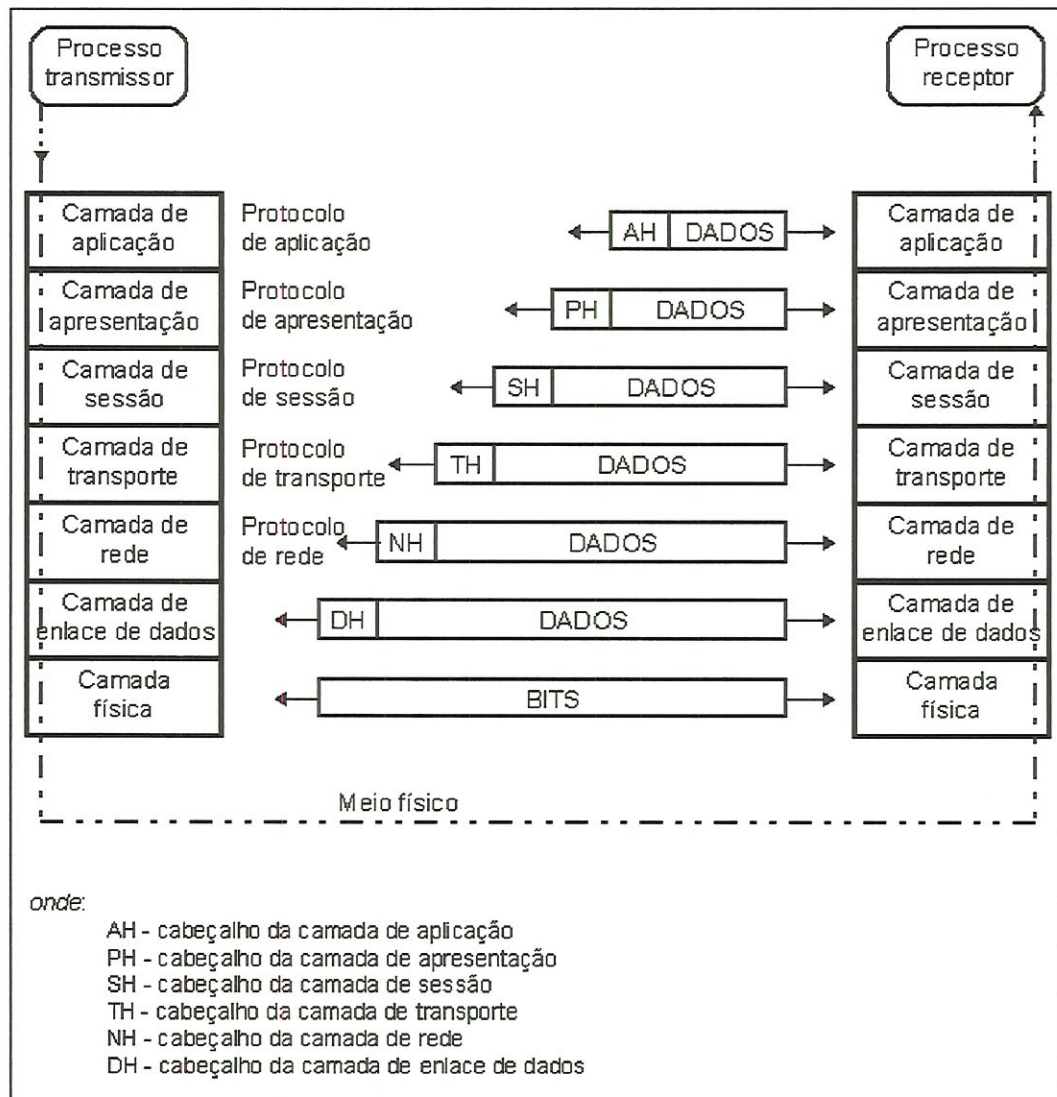 Processo
transmissor
Processo
receptor
Camada de
aplicação
Protocolo
de aplicação
AH DADOS
Camada de
aplicação
Camada de
apresentação
Protocolo
de apresentação
PH DADOS
Camada de
apresentação
Camada de
sessão
Protocolo
de sessão
SH DADOS
Camada de
sessão
Camada de
transporte
Protocolo
de transporte
TH DADOS
Camada de
transporte
Camada de
rede
Protocolo
de rede
NH DADOS
Camada de
rede
Camada de
enlace de dados
DH DADOS
Camada de
enlace de dados
Camada
física
BITS
Camada
física
Meio físico
onde:
AH - cabeçalho da camada de aplicação
PH - cabeçalho da camada de apresentação
SH - cabeçalho da camada de sessão
TH - cabeçalho da camada de transporte
NH - cabeçalho da camada de rede
DH - cabeçalho da camada de enlace de dados